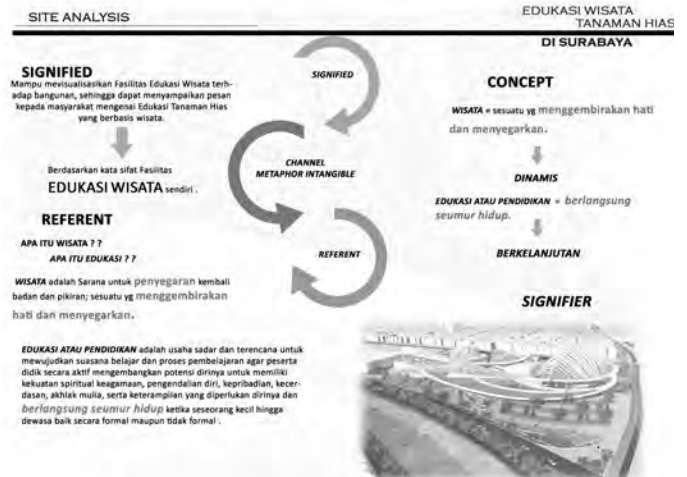 SITE ANALYSIS
EDUKASI WISATA
TANAMAN HIAS
DI SURABAYA
SIGNIFIED
Mampu mevisualisasikan Fasilitas Edukasi Wisata terh-
adap bangunan, sehingga dapat menyampaikan pesan
kepada masyarakat mengenai Edukasi Tanaman Hias
yang berbasis wisata.
Berdasarkan kata sifat Fasilitas
EDUKASI WISATA sendiri .
REFERENT
APA ITU WISATA ? ?
APA ITU EDUKASI ? ?
WISATA adalah Sarana untuk penyegaran kembali
badan dan pikiran; sesuatu yg menggembirakan
hati dan menyegarkan.
EDUKASI ATAU PENDIDIKAN adalah usaha sadar dan terencana untuk
mewujudkan suasana belajar dan proses pembelajaran agar peserta
didik secara aktif mengembangkan potensi dirinya untuk memiliki
kekuatan spiritual keagamaan, pengendalian diri, kepribadian, kecer-
dasan, akhlak mulia, serta keterampilan yang diperlukan dirinya dan
berlangsung seumur hidup ketika seseorang kecil hingga
dewasa baik secara formal maupun tidak formal .
SIGNIFIED
CHANNEL
METAPHOR INTANGIBLE
REFERENT
CONCEPT
WISATA = sesuatu yg menggembirakan hati
dan menyegarkan.
DINAMIS
EDUKASI ATAU PENDIDIKAN = berlangsung
seumur hidup.
BERKELANJUTAN
SIGNIFIER